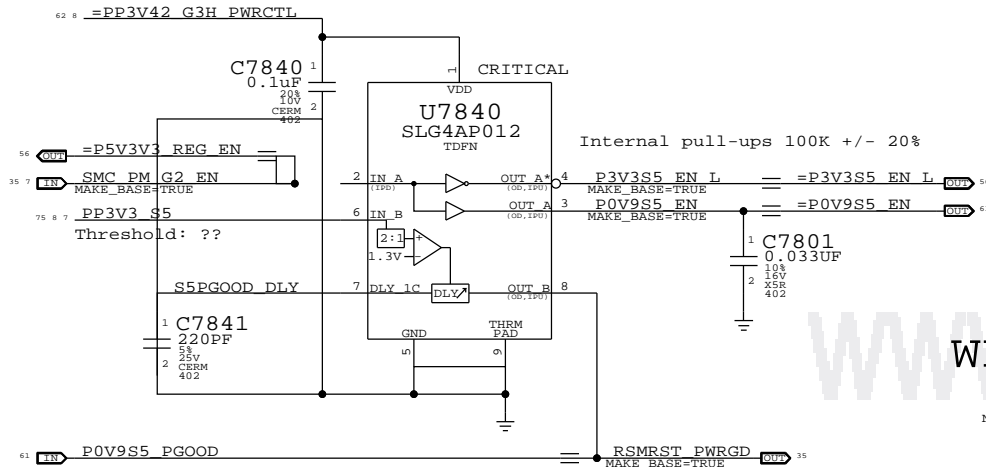 62 8 =PP3V42_G3H_PWRCTL
C7840
0.1uF
20%
10V
CERM
402
1
2
1
VDD
CRITICAL
U7840
SLG4AP012
TDFN
Internal pull-ups 100K +/- 20%
56 OUT =P5V3V3_REG_EN
35 7 IN SMC_PM_G2_EN
MAKE_BASE=TRUE
2 IN_A
(IPD)
OUT_A* 4
(OD,IPU)
P3V3S5_EN_L
MAKE_BASE=TRUE
=P3V3S5_EN_L OUT
OUT_A 3
(OD,IPU)
P0V9S5_EN
MAKE_BASE=TRUE
=P0V9S5_EN OUT
75 8 7 PP3V3_S5
Threshold: ??
6 IN_B
2:1
+
-
1.3V
C7801
0.033UF
10%
16V
X5R
402
1
2
S5PGOOD_DLY
7 DLY_1C
DLY
OUT_B 8
(OD,IPU)
C7841
220PF
5%
25V
CERM
402
1
2
GND
5
THRM
PAD
9
61 IN P0V9S5_PGOOD
RSMRST_PWRGD OUT 35
MAKE_BASE=TRUE